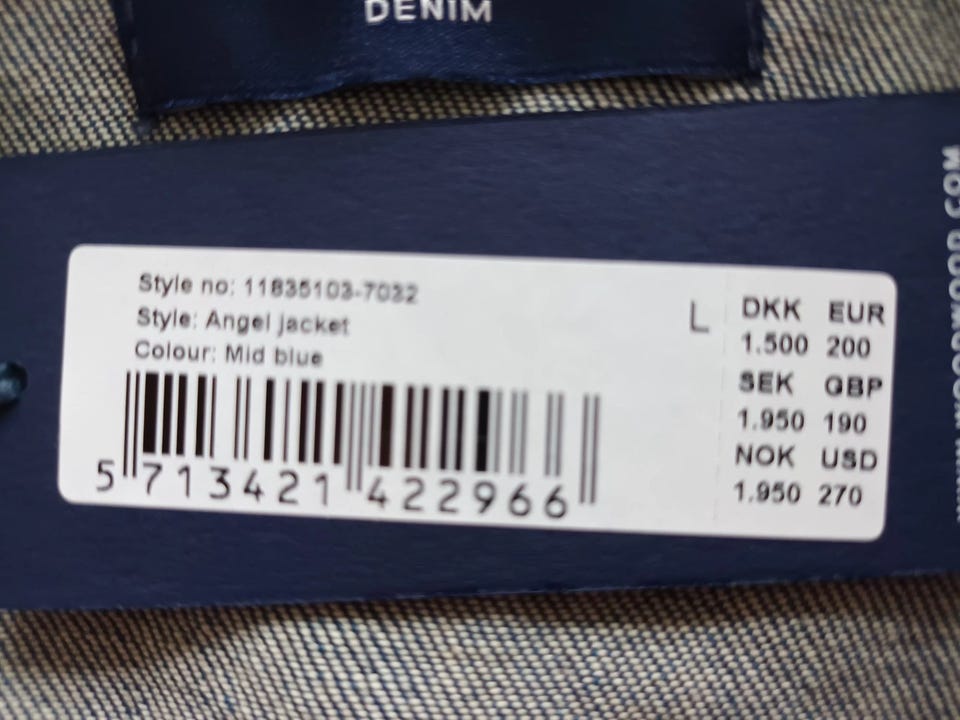 DENIM
Style no: 11835103-7032
Style: Angel jacket
Colour: Mid blue
5 713421 422966
L
DKK EUR
1.500 200
SEK GBP
1.950 190
NOK USD
1.950 270